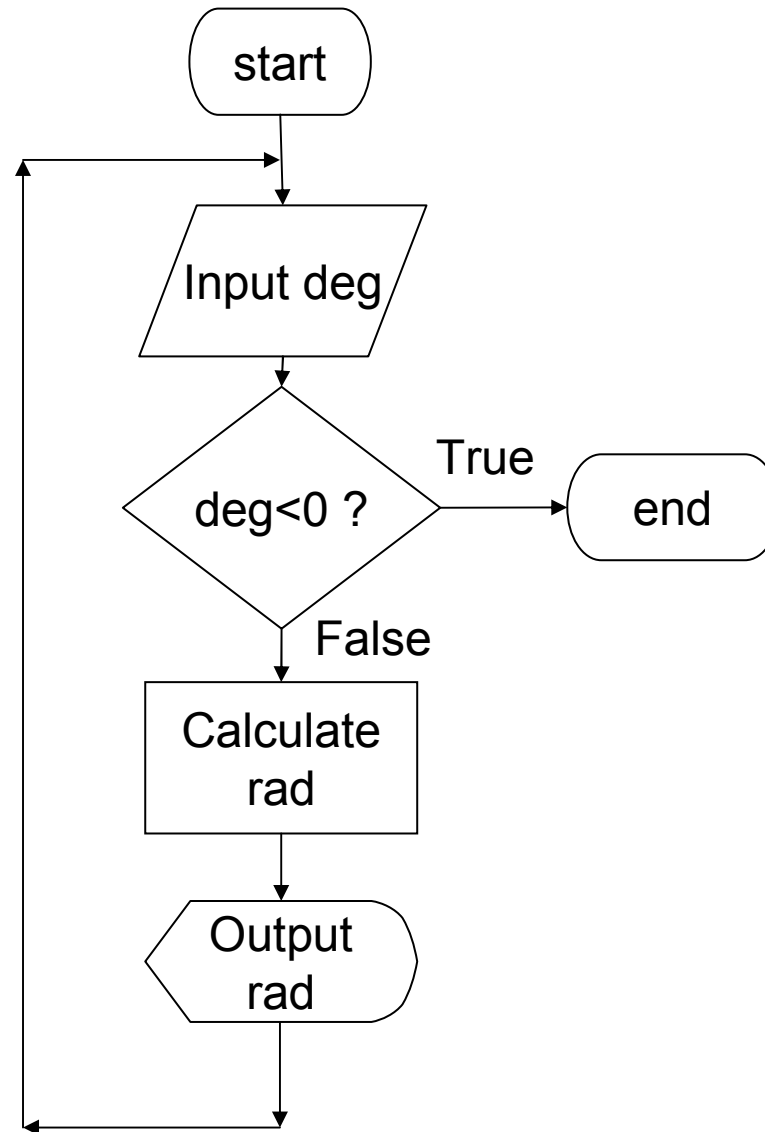 start
Input deg
deg<0 ?
True
end
False
Calculate
rad
Output
rad